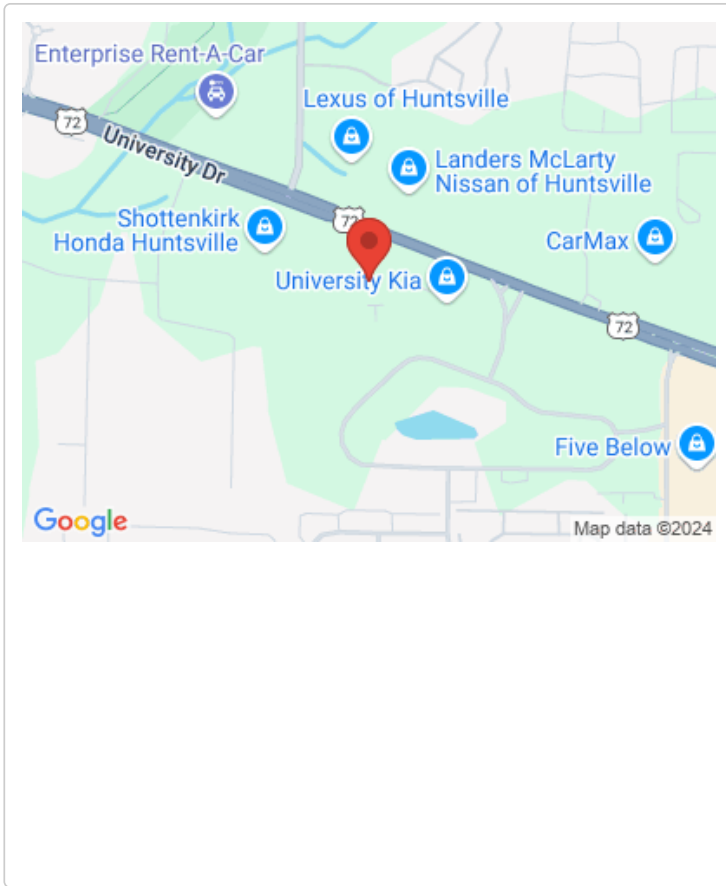 Enterprise Rent-A-Car
Lexus of Huntsville
72
University Dr
Landers McLarty
Nissan of Huntsville
Shottenkirk
Honda Huntsville
72
CarMax
University Kia
72
Five Below
Google
Map data ©2024